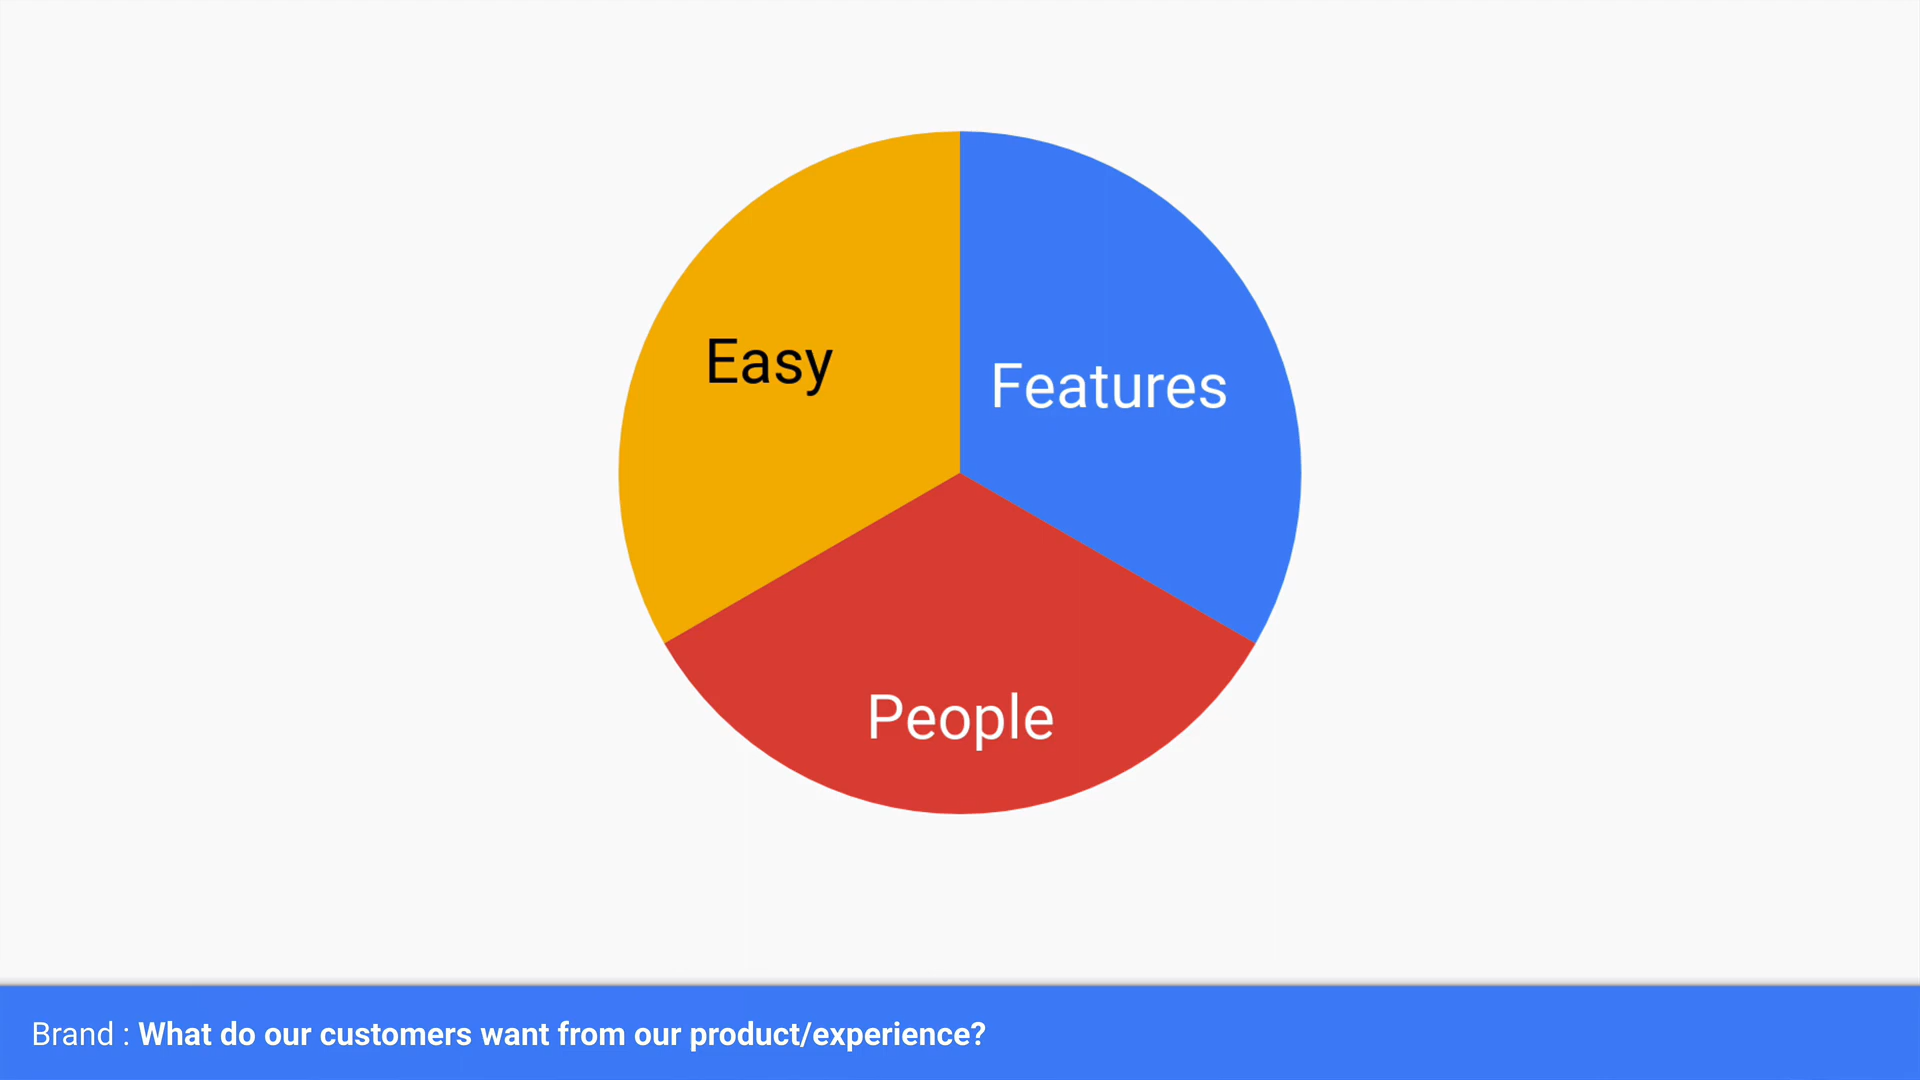 Easy
Features
People
Brand : What do our customers want from our product/experience?